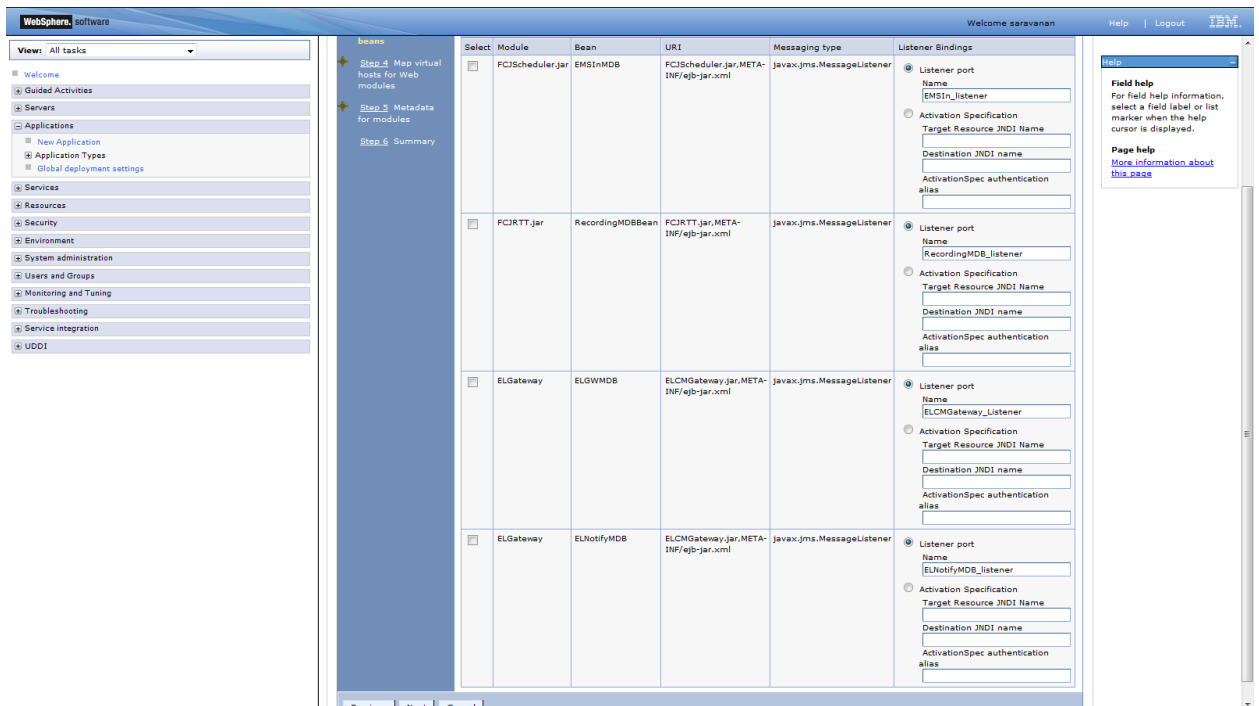 WebSphere. software
Welcome saravanan
Help | Logout
IBM.
View: All tasks
Welcome
Guided Activities
Servers
Applications
New Application
Application Types
Global deployment settings
Services
Resources
Security
Environment
System administration
Users and Groups
Monitoring and Tuning
Troubleshooting
Service integration
UDDI
beans
Step 4 Map virtual
hosts for Web
modules
Step 5 Metadata
for modules
Step 6 Summary
Select Module Bean URI Messaging type Listener Bindings
FCJScheduler.jar EMSInMDB FCJScheduler.jar,META- javax.jms.MessageListener
INF/ejb-jar.xml
Listener port
Name
EMSIn_listener
Activation Specification
Target Resource JNDI Name
Destination JNDI name
ActivationSpec authentication
alias
FCJRTT.jar RecordingMDBBean FCJRTT.jar,META- javax.jms.MessageListener
INF/ejb-jar.xml
Listener port
Name
RecordingMDB_listener
Activation Specification
Target Resource JNDI Name
Destination JNDI name
ActivationSpec authentication
alias
ELGateway ELGWMDB ELCMGateway.jar,META- javax.jms.MessageListener
INF/ejb-jar.xml
Listener port
Name
ELCMGateway_Listener
Activation Specification
Target Resource JNDI Name
Destination JNDI name
ActivationSpec authentication
alias
ELGateway ELNotifyMDB ELCMGateway.jar,META- javax.jms.MessageListener
INF/ejb-jar.xml
Listener port
Name
ELNotifyMDB_listener
Activation Specification
Target Resource JNDI Name
Destination JNDI name
ActivationSpec authentication
alias
Help
Field help
For field help information,
select a field label or list
marker when the help
cursor is displayed.
Page help
More information about
this page